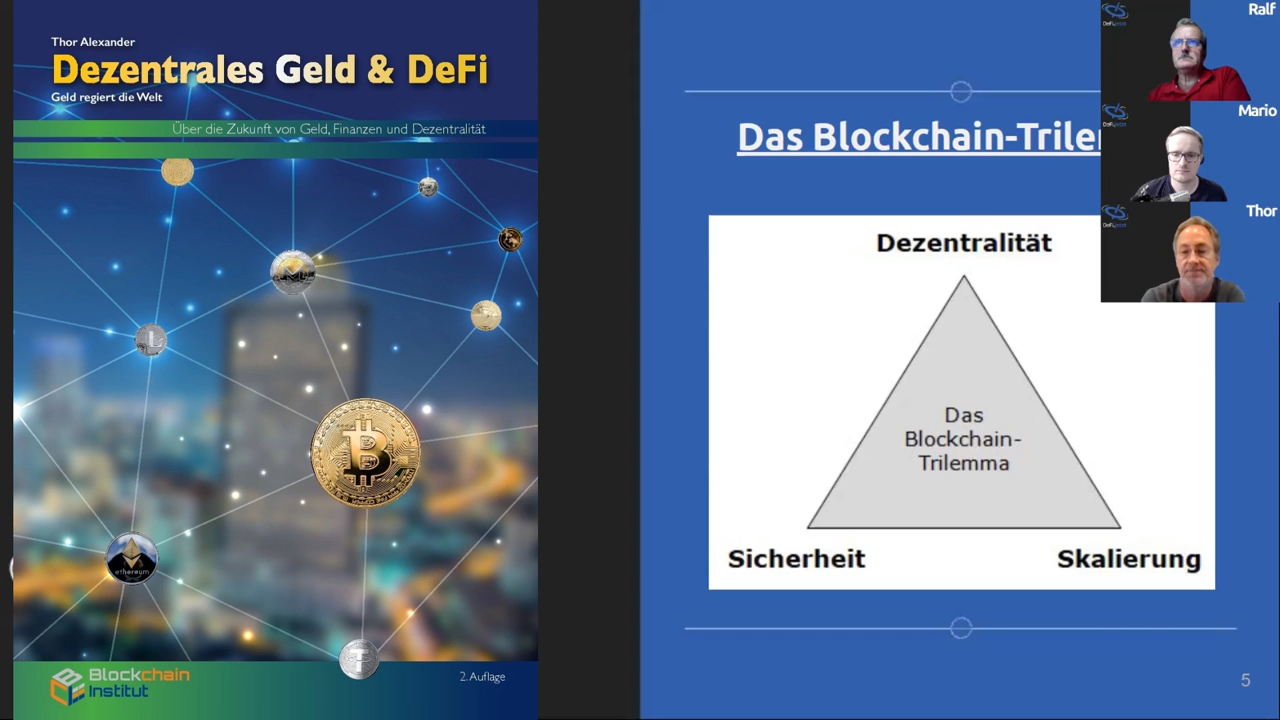 Thor Alexander
Dezentrales Geld & DeFi
Geld regiert die Welt
Über die Zukunft von Geld, Finanzen und Dezentralität
ethereum
Blockchain
Institut
2. Auflage
Das Blockchain-Trile
Dezentralität
Das
Blockchain-
Trilemma
Sicherheit
Skalierung
5
Ralf
Mario
Thor